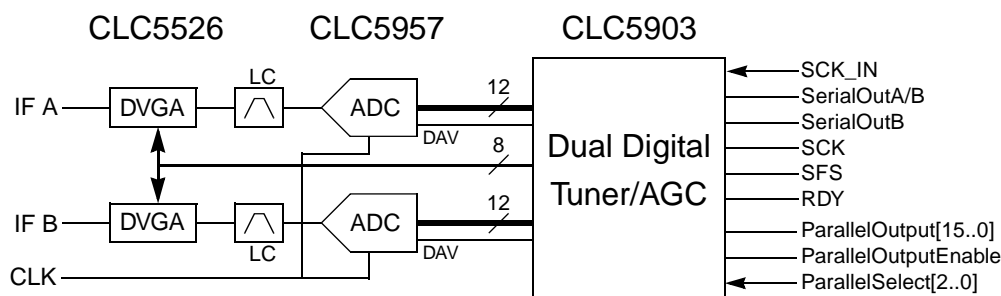 CLC5526 CLC5957 CLC5903
IF A
DVGA
LC
ADC
12
DAV
8
IF B
DVGA
LC
ADC
12
DAV
CLK
Dual Digital
Tuner/AGC
SCK_IN
SerialOutA/B
SerialOutB
SCK
SFS
RDY
ParallelOutput[15..0]
ParallelOutputEnable
ParallelSelect[2..0]